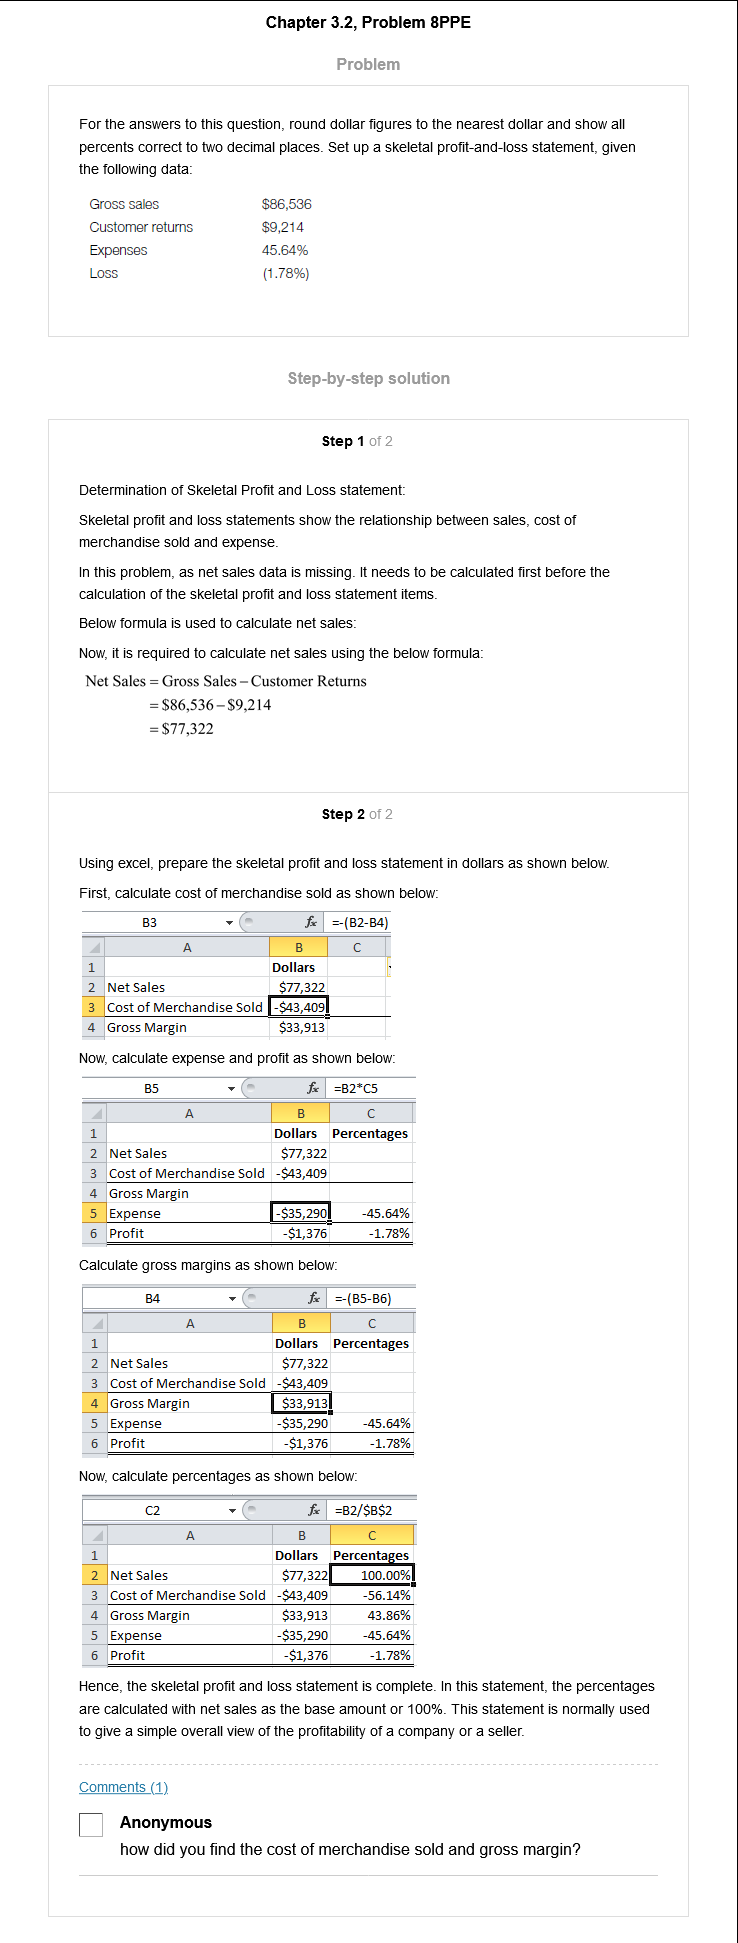 Chapter 3.2, Problem 8PPE
Problem
For the answers to this question, round dollar figures to the nearest dollar and show all
percents correct to two decimal places. Set up a skeletal profit-and-loss statement, given
the following data:
Gross sales $86,536
Customer returns $9,214
Expenses 45.64%
Loss (1.78%)
Step-by-step solution
Step 1 of 2
Determination of Skeletal Profit and Loss statement:
Skeletal profit and loss statements show the relationship between sales, cost of
merchandise sold and expense.
In this problem, as net sales data is missing. It needs to be calculated first before the
calculation of the skeletal profit and loss statement items.
Below formula is used to calculate net sales:
Now, it is required to calculate net sales using the below formula:
Net Sales = Gross Sales – Customer Returns
= $86,536 – $9,214
= $77,322
Step 2 of 2
Using excel, prepare the skeletal profit and loss statement in dollars as shown below.
First, calculate cost of merchandise sold as shown below:
B3 fx =-(B2-B4)
A B C
1 Dollars
2 Net Sales $77,322
3 Cost of Merchandise Sold -$43,409
4 Gross Margin $33,913
Now, calculate expense and profit as shown below:
B5 fx =B2*C5
A B C
1 Dollars Percentages
2 Net Sales $77,322
3 Cost of Merchandise Sold -$43,409
4 Gross Margin
5 Expense -$35,290 -45.64%
6 Profit -$1,376 -1.78%
Calculate gross margins as shown below:
B4 fx =-(B5-B6)
A B C
1 Dollars Percentages
2 Net Sales $77,322
3 Cost of Merchandise Sold -$43,409
4 Gross Margin $33,913
5 Expense -$35,290 -45.64%
6 Profit -$1,376 -1.78%
Now, calculate percentages as shown below:
C2 fx =B2/$B$2
A B C
1 Dollars Percentages
2 Net Sales $77,322 100.00%
3 Cost of Merchandise Sold -$43,409 -56.14%
4 Gross Margin $33,913 43.86%
5 Expense -$35,290 -45.64%
6 Profit -$1,376 -1.78%
Hence, the skeletal profit and loss statement is complete. In this statement, the percentages
are calculated with net sales as the base amount or 100%. This statement is normally used
to give a simple overall view of the profitability of a company or a seller.
Comments (1)
Anonymous
how did you find the cost of merchandise sold and gross margin?